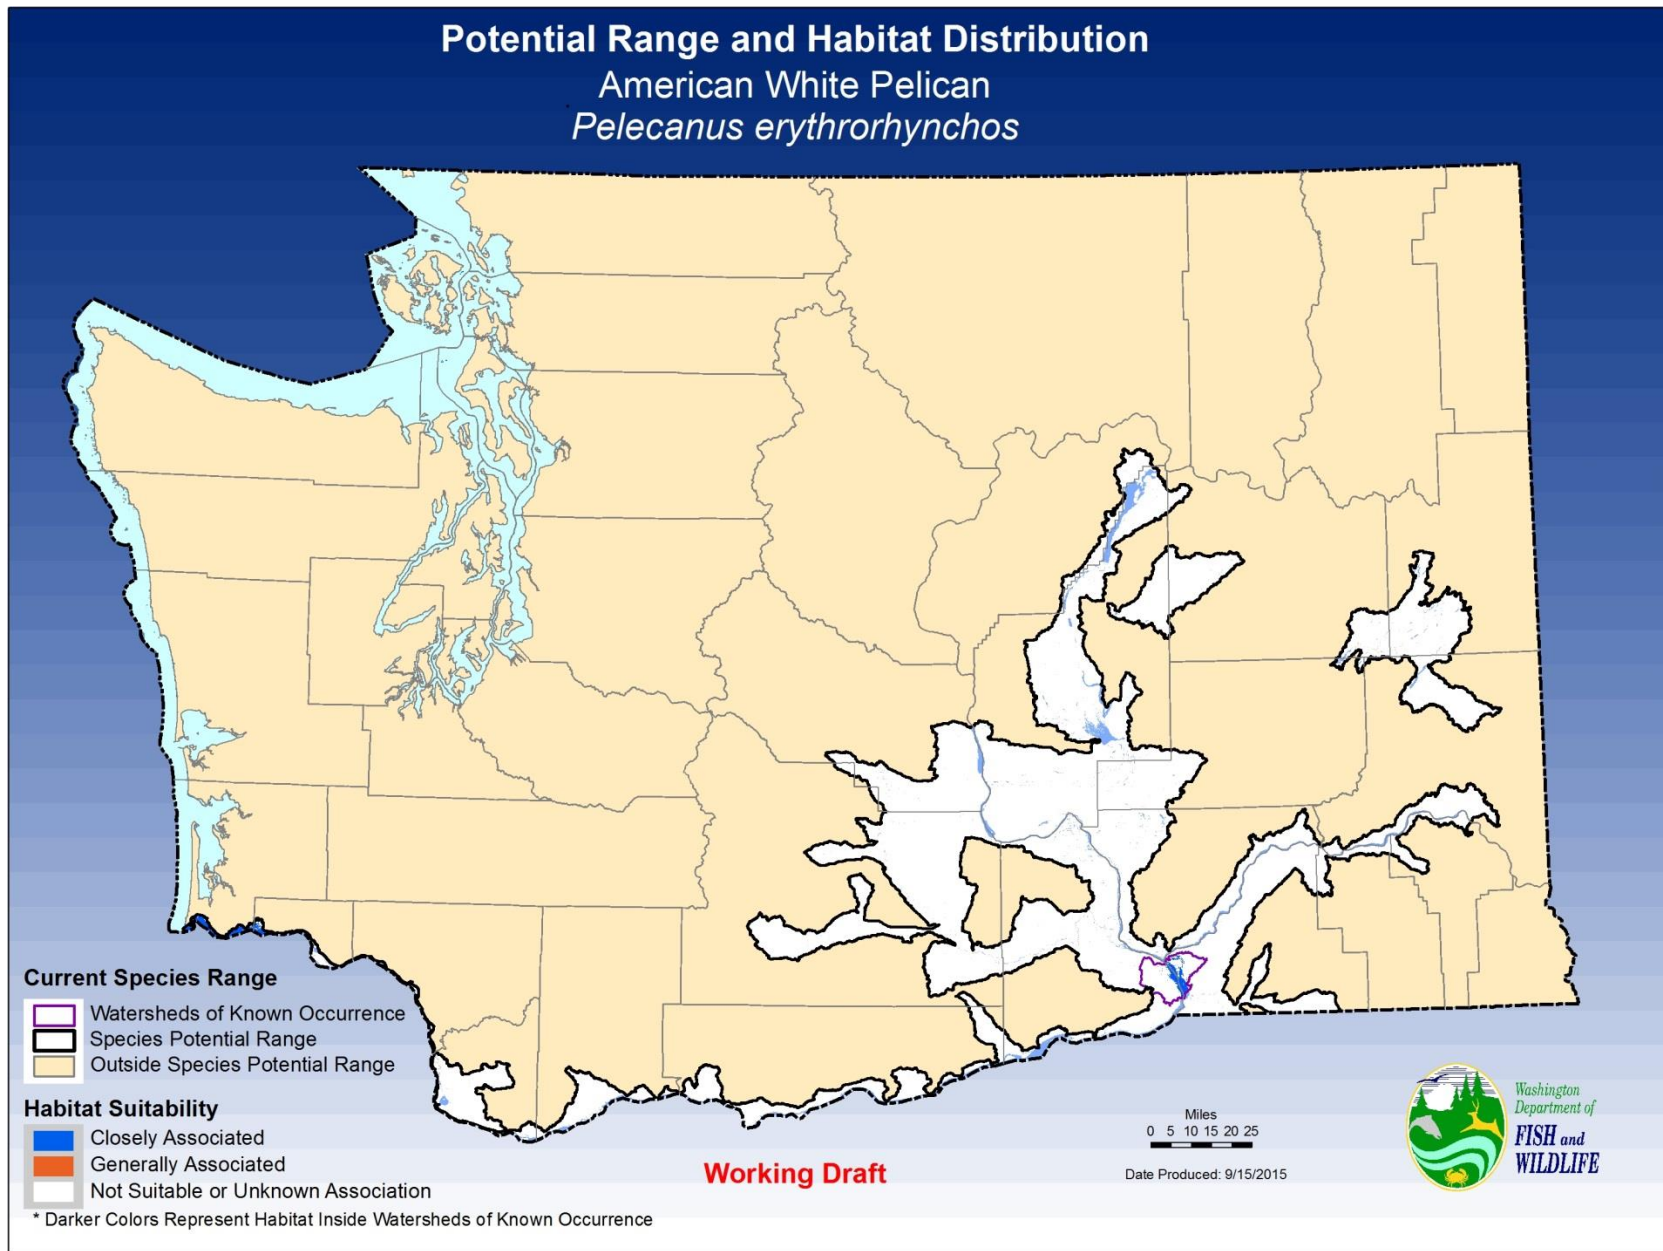 Potential Range and Habitat Distribution
American White Pelican
Pelecanus erythrorhynchos
Current Species Range
Watersheds of Known Occurrence
Species Potential Range
Outside Species Potential Range
Habitat Suitability
Closely Associated
Generally Associated
Not Suitable or Unknown Association
* Darker Colors Represent Habitat Inside Watersheds of Known Occurrence
Working Draft
Miles
0 5 10 15 20 25
Date Produced: 9/15/2015
Washington
Department of
FISH and
WILDLIFE